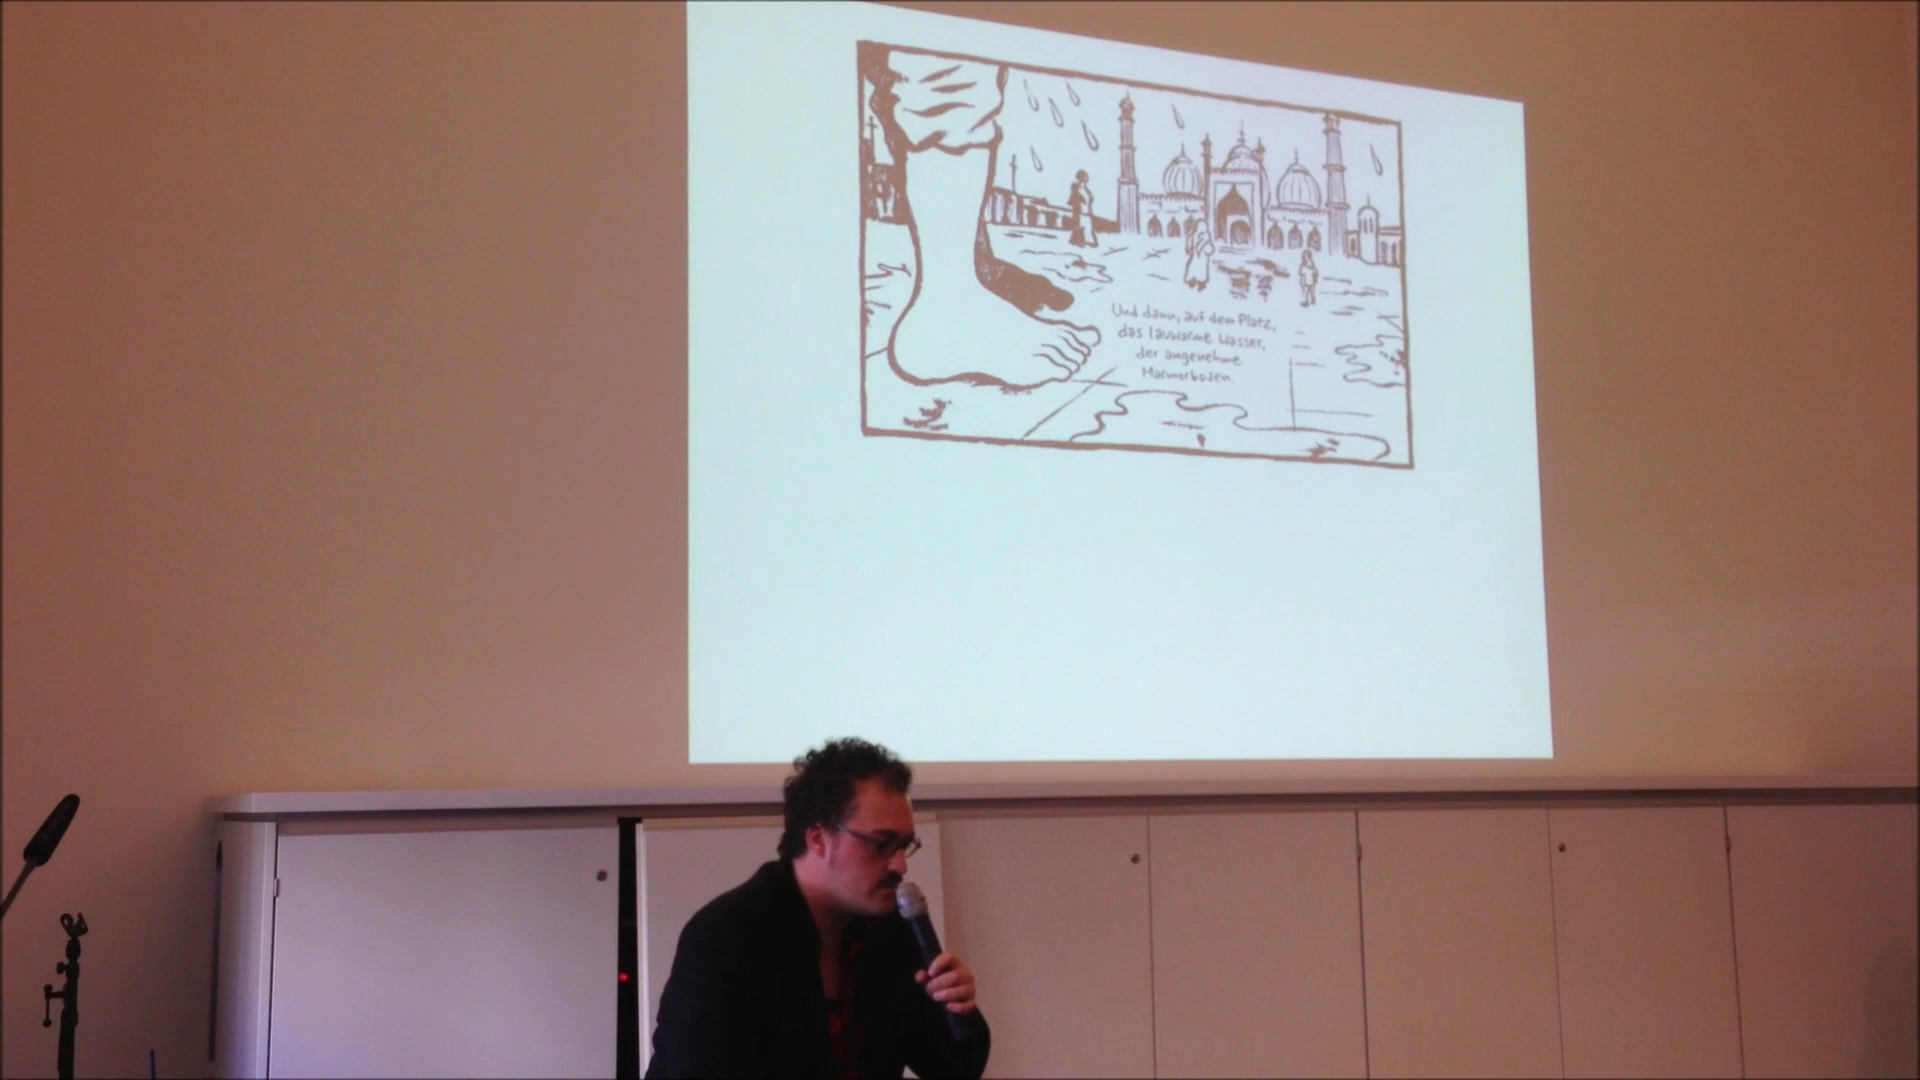 Und dann, auf dem Platz,
das lauwarme Wasser,
der angenehme
Marmorboden.